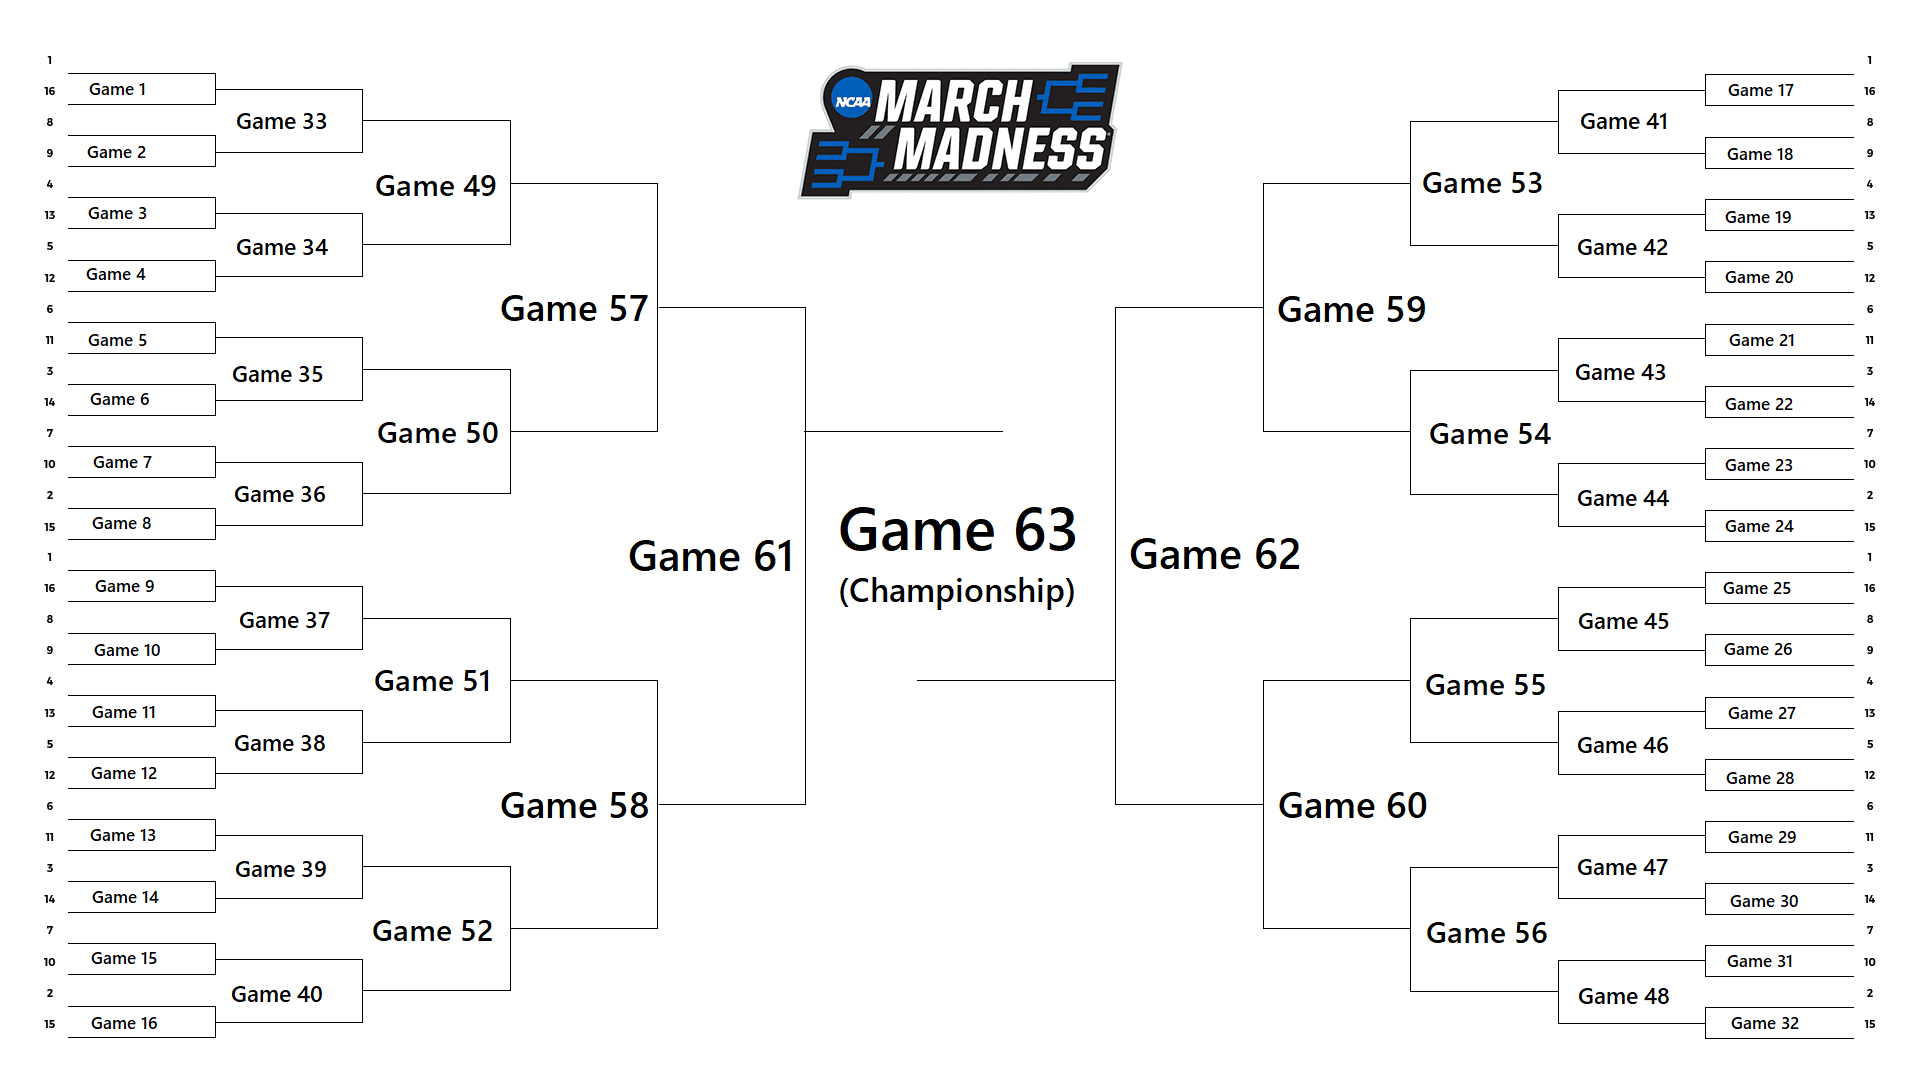 NCAA
MARCH
MADNESS
1
16
8
9
4
13
5
12
6
11
3
14
7
10
2
15
1
16
8
9
4
13
5
12
6
11
3
14
7
10
2
15
Game 1
Game 2
Game 3
Game 4
Game 5
Game 6
Game 7
Game 8
Game 9
Game 10
Game 11
Game 12
Game 13
Game 14
Game 15
Game 16
Game 33
Game 34
Game 35
Game 36
Game 37
Game 38
Game 39
Game 40
Game 49
Game 50
Game 51
Game 52
Game 57
Game 58
Game 61
Game 63
(Championship)
Game 62
Game 59
Game 60
Game 53
Game 54
Game 55
Game 56
Game 41
Game 42
Game 43
Game 44
Game 45
Game 46
Game 47
Game 48
Game 17
Game 18
Game 19
Game 20
Game 21
Game 22
Game 23
Game 24
Game 25
Game 26
Game 27
Game 28
Game 29
Game 30
Game 31
Game 32
1
16
8
9
4
13
5
12
6
11
3
14
7
10
2
15
1
16
8
9
4
13
5
12
6
11
3
14
7
10
2
15